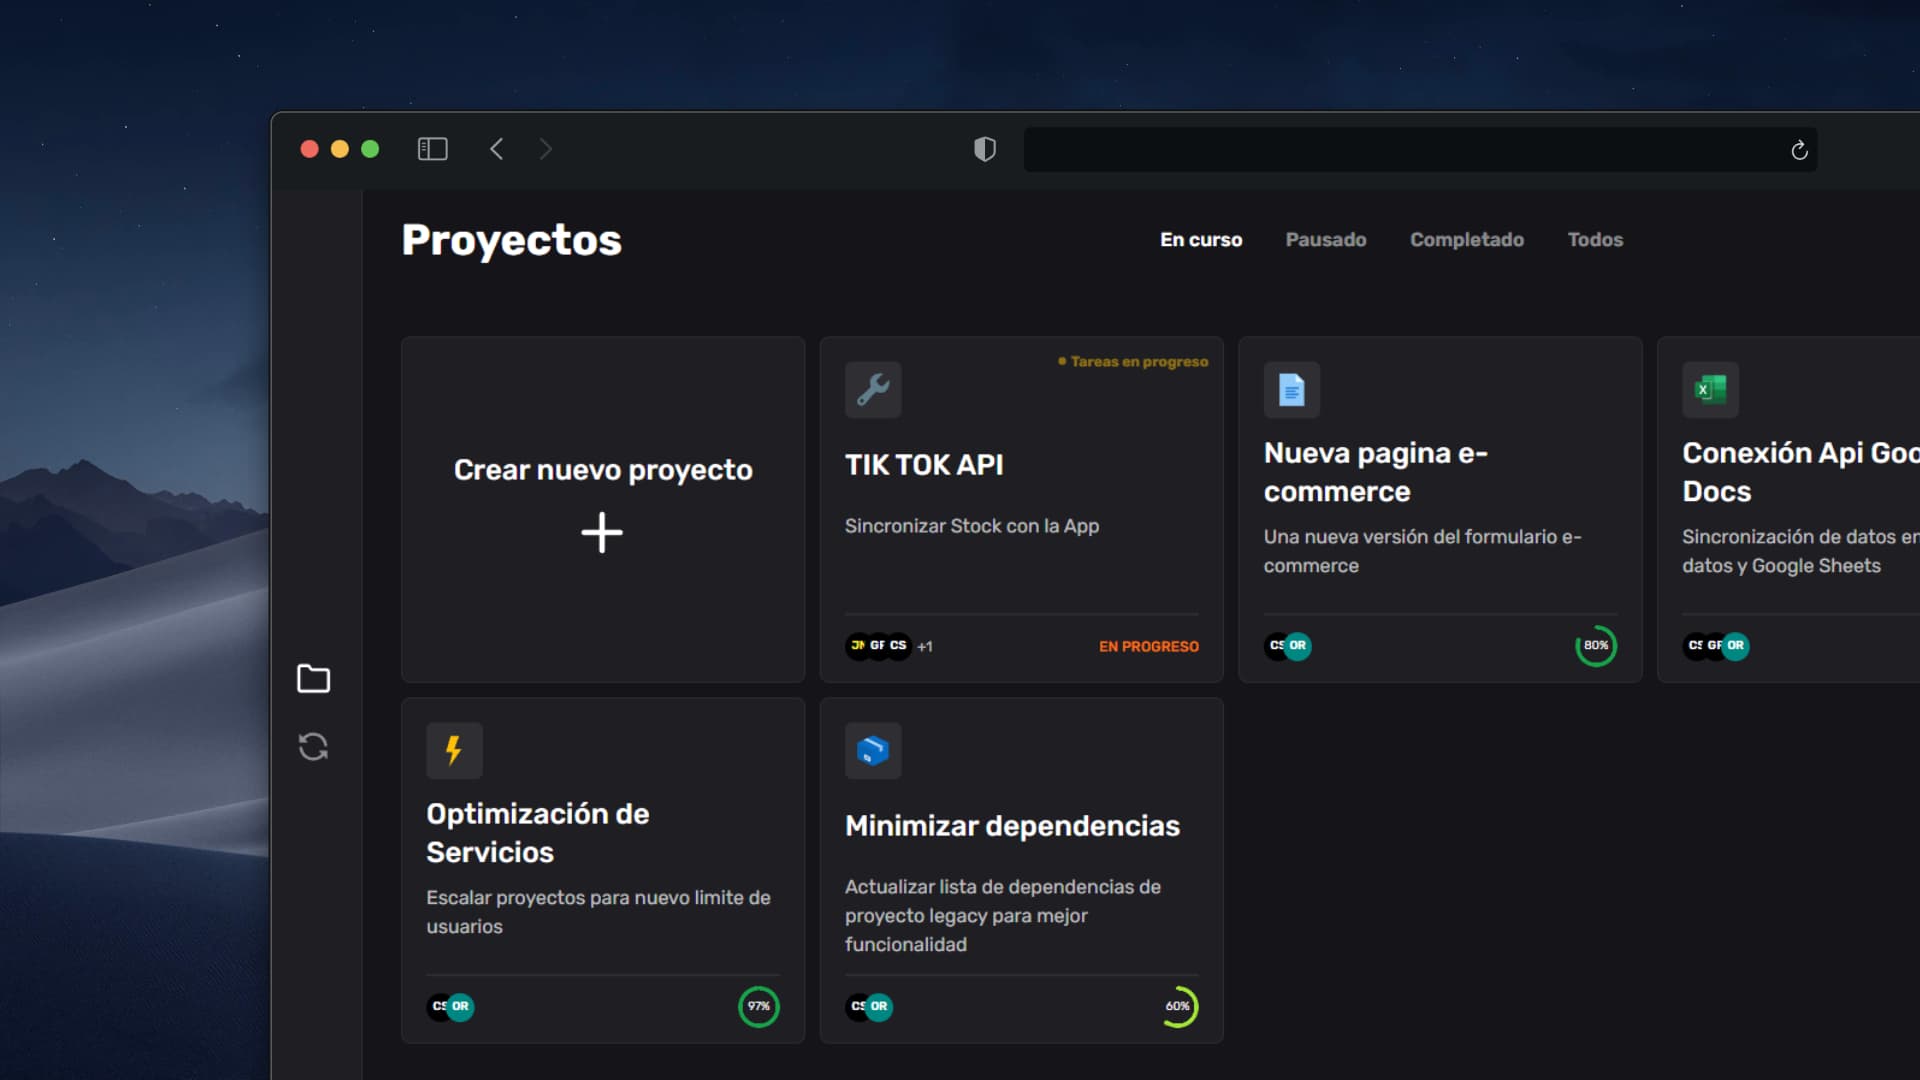 Proyectos
En curso
Pausado
Completado
Todos
Crear nuevo proyecto
Tareas en progreso
TIK TOK API
Sincronizar Stock con la App
GF CS +1
EN PROGRESO
Nueva pagina e-
commerce
Una nueva versión del formulario e-
commerce
CS OR
80%
X
Conexión Api Goo
Docs
Sincronización de datos en
datos y Google Sheets
CS GF OR
Optimización de
Servicios
Escalar proyectos para nuevo limite de
usuarios
CS OR
97%
Minimizar dependencias
Actualizar lista de dependencias de
proyecto legacy para mejor
funcionalidad
CS OR
60%